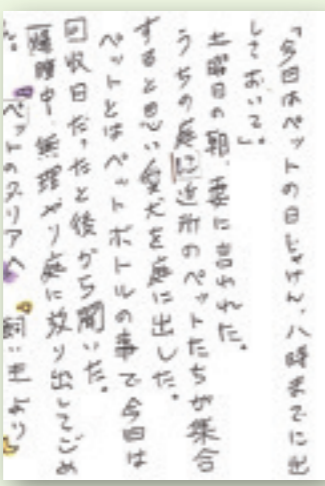 「今日はペットの日じゃけん、八時までに出
しておいて。」
土曜日の朝、妻に言われた。
うちの庭に近所のペットたちが集合
すると思い愛犬を庭に出した。
ペットとはペットボトルの事で今日は
回収日だったと後から聞いた。
爆睡中無理やり庭に放り出してごめ
ん。 ペットのスリアへ 飼い主より